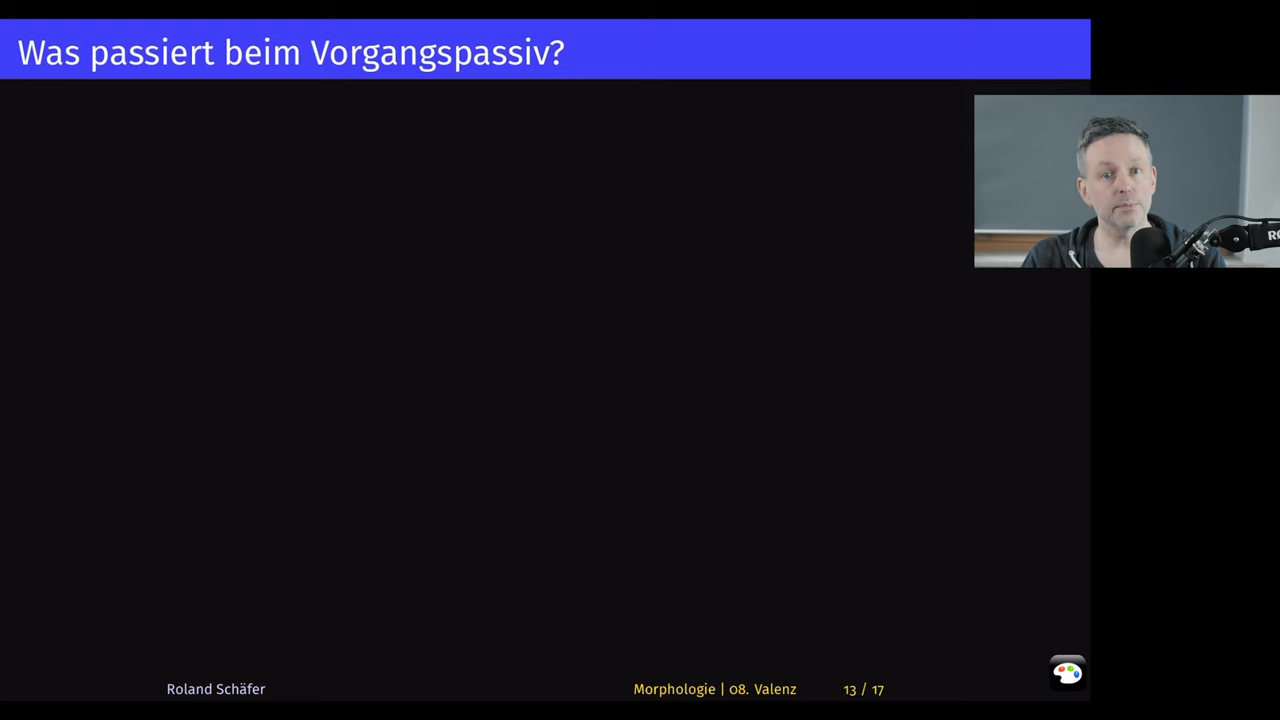 Was passiert beim Vorgangspassiv?
Roland Schäfer
Morphologie | 08. Valenz
13 / 17